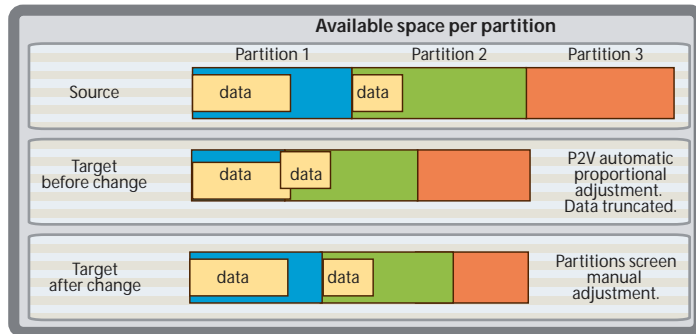 Available space per partition
Partition 1 Partition 2 Partition 3
Source
data data
Target
before change
data data
P2V automatic
proportional
adjustment.
Data truncated.
Target
after change
data data
Partitions screen
manual
adjustment.